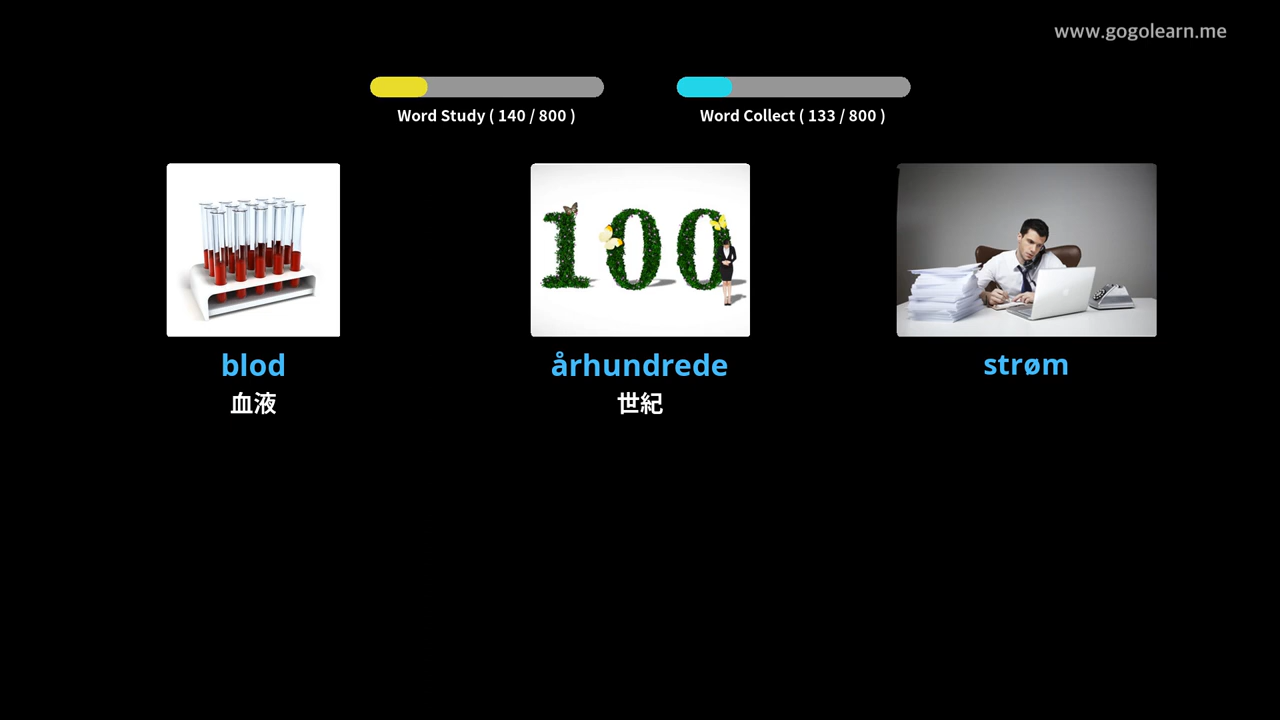 www.gogolearn.me
Word Study ( 140 / 800 )
Word Collect ( 133 / 800 )
blod
血液
århundrede
世紀
strøm